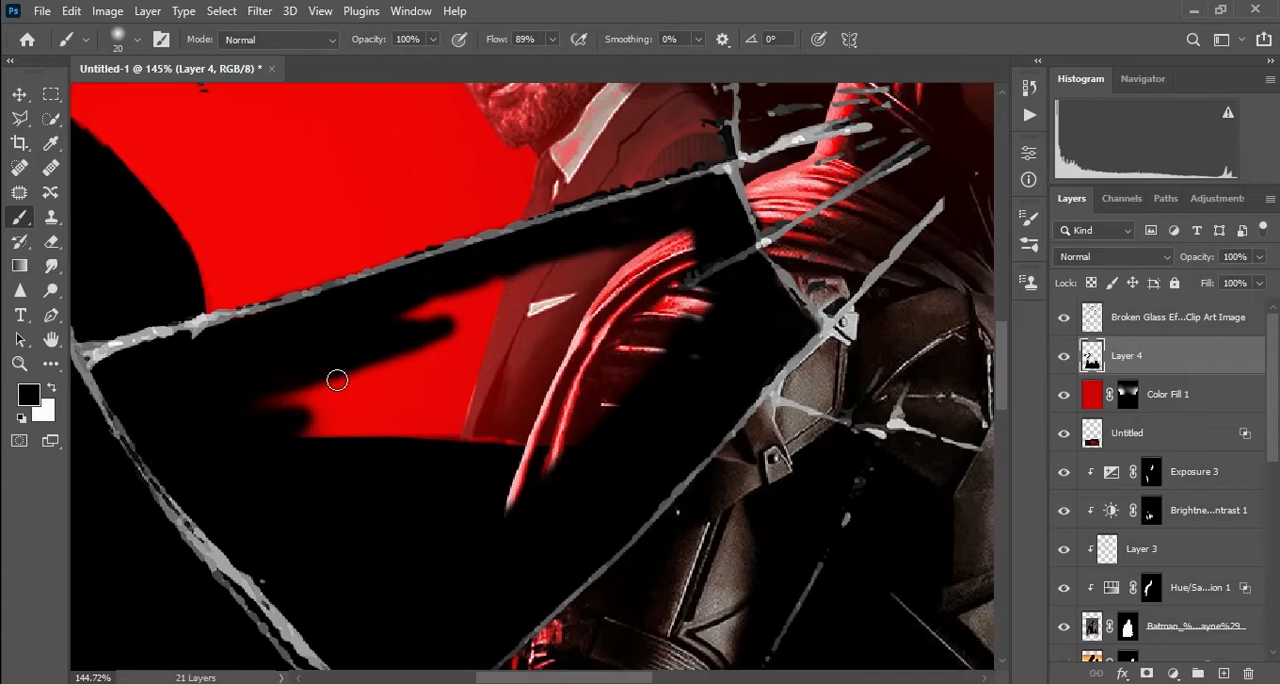 Ps File Edit Image Layer Type Select Filter 3D View Plugins Window Help
20 Mode: Normal Opacity: 100% Flow: 89% Smoothing: 0% 0°
Untitled-1 @ 145% (Layer 4, RGB/8) *
Histogram Navigator
Layers Channels Paths Adjustments
Kind
Normal Opacity: 100%
Lock: Fill: 100%
Broken Glass Ef...Clip Art Image
Layer 4
Color Fill 1
Untitled
Exposure 3
Brightne...ntrast 1
Layer 3
Hue/Sa...ion 1
Batman_%...ayne%29_
144.72% 21 Layers